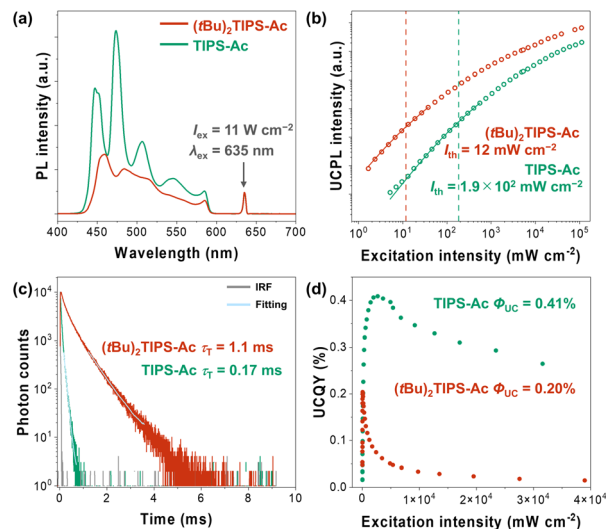 (a)
(tBu)₂TIPS-Ac
TIPS-Ac
Iex = 11 W cm⁻²
λex = 635 nm
PL intensity (a.u.)
400 450 500 550 600 650 700
Wavelength (nm)
(b)
(tBu)₂TIPS-Ac
Ith = 12 mW cm⁻²
TIPS-Ac
Ith = 1.9×10² mW cm⁻²
UCPL intensity (a.u.)
10⁰ 10¹ 10² 10³ 10⁴ 10⁵
Excitation intensity (mW cm⁻²)
(c)
IRF
Fitting
(tBu)₂TIPS-Ac τT = 1.1 ms
TIPS-Ac τT = 0.17 ms
Photon counts
10⁴
10³
10²
10¹
10⁰
0 2 4 6 8 10
Time (ms)
(d)
TIPS-Ac ΦUC = 0.41%
(tBu)₂TIPS-Ac ΦUC = 0.20%
UCQY (%)
0.4
0.3
0.2
0.1
0.0
0 1×10⁴ 2×10⁴ 3×10⁴ 4×10⁴
Excitation intensity (mW cm⁻²)